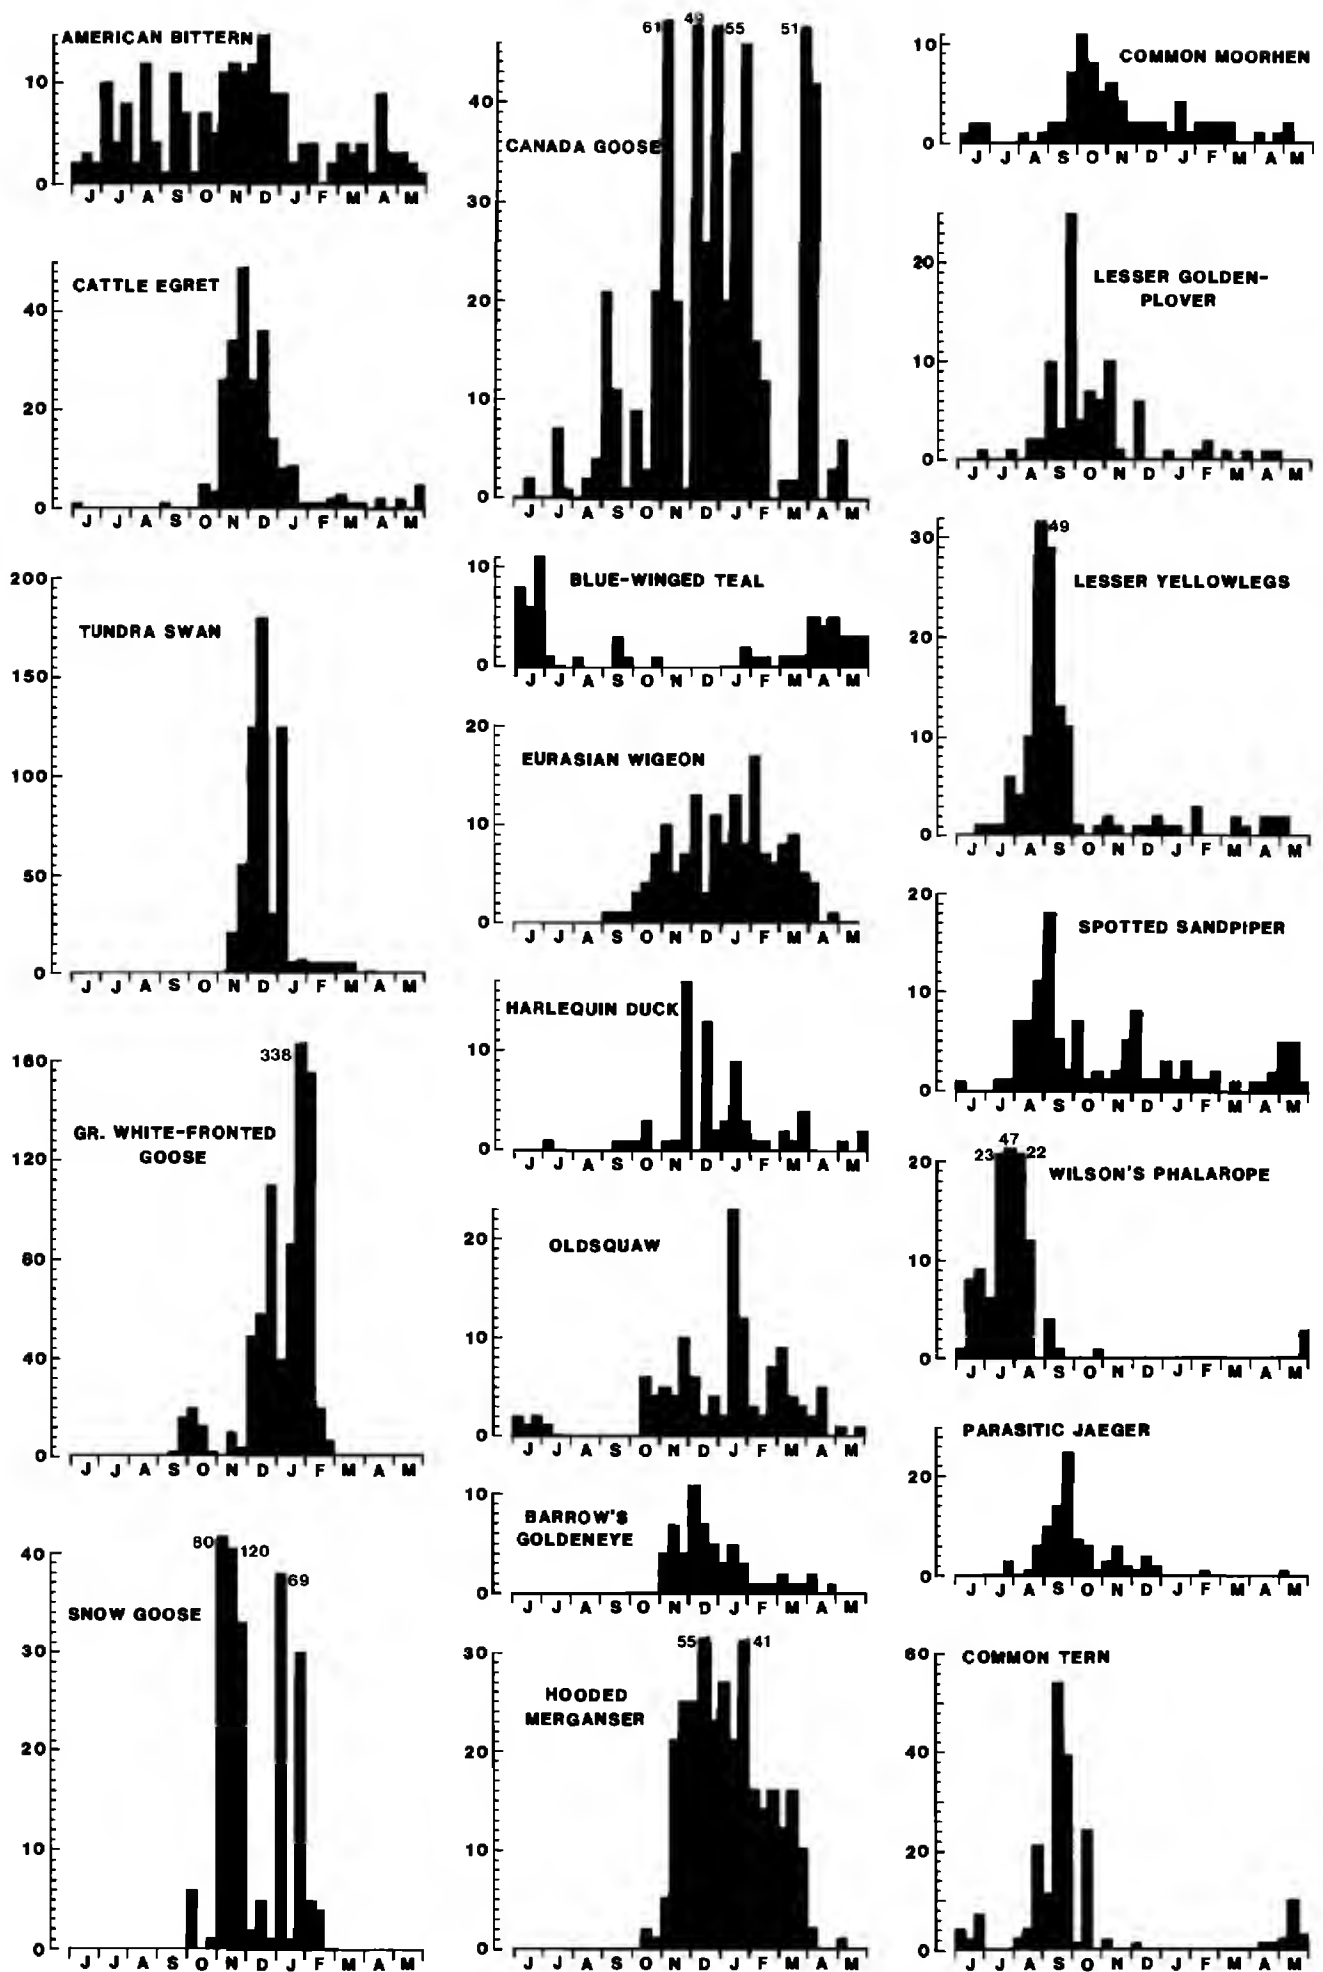 AMERICAN BITTERN
10
0
J J A S O N D J F M A M
CATTLE EGRET
40
20
0
J J A S O N D J F M A M
200
TUNDRA SWAN
150
100
50
0
J J A S O N D J F M A M
160
338
GR. WHITE-FRONTED
GOOSE
120
80
40
0
J J A S O N D J F M A M
40
80
120
69
SNOW GOOSE
30
20
10
0
J J A S O N D J F M A M
61
49
55
51
40
CANADA GOOSE
30
20
10
0
J J A S O N D J F M A M
10
BLUE-WINGED TEAL
0
J J A S O N D J F M A M
20
EURASIAN WIGEON
10
0
J J A S O N D J F M A M
HARLEQUIN DUCK
10
0
J J A S O N D J F M A M
20
OLDSQUAW
10
0
J J A S O N D J F M A M
10
BARROW'S
GOLDENEYE
0
J J A S O N D J F M A M
55
41
30
HOODED
MERGANSER
20
10
0
J J A S O N D J F M A M
10
COMMON MOORHEN
0
J J A S O N D J F M A M
20
LESSER GOLDEN-
PLOVER
10
0
J J A S O N D J F M A M
30
49
LESSER YELLOWLEGS
20
10
0
J J A S O N D J F M A M
20
SPOTTED SANDPIPER
10
0
J J A S O N D J F M A M
47
23
22
20
WILSON'S PHALAROPE
10
0
J J A S O N D J F M A M
PARASITIC JAEGER
20
0
J J A S O N D J F M A M
60
COMMON TERN
40
20
0
J J A S O N D J F M A M